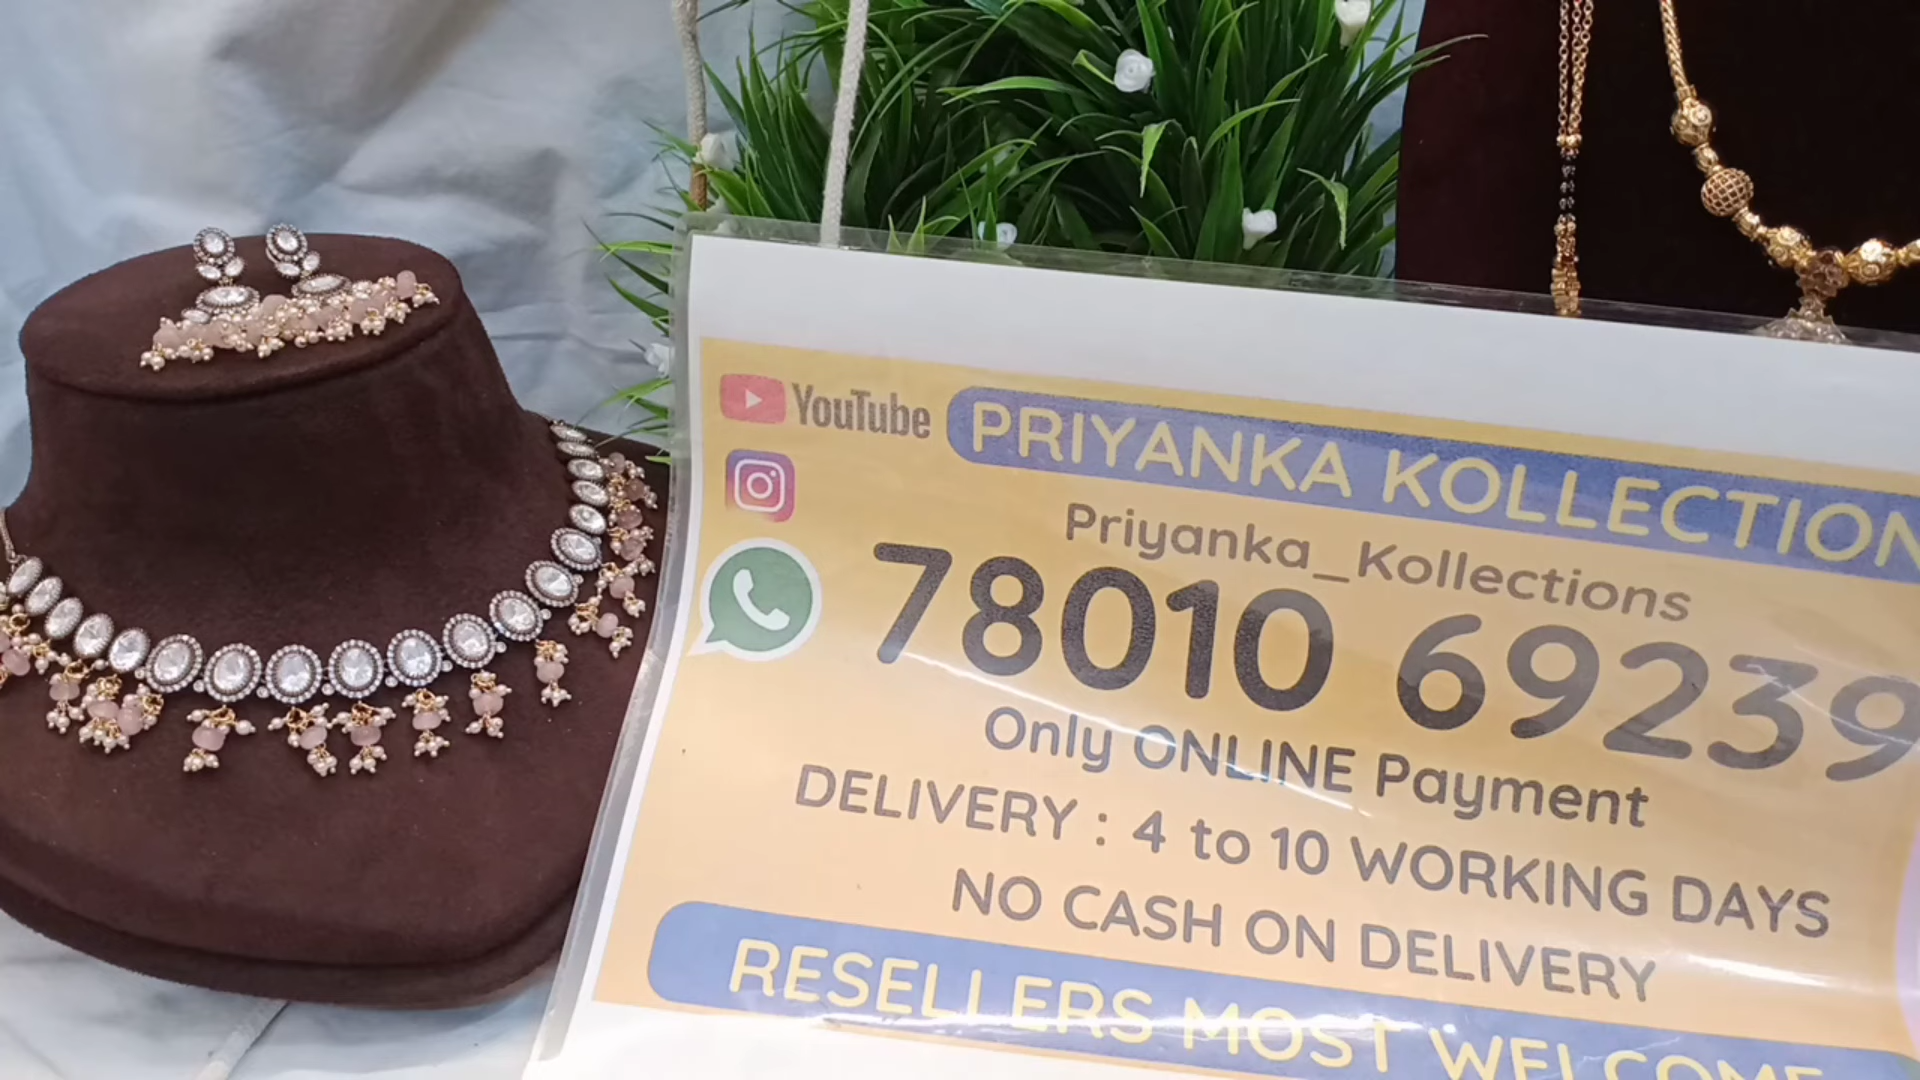 YouTube PRIYANKA KOLLECTION
Priyanka_Kollections
78010 69239
Only ONLINE Payment
DELIVERY : 4 to 10 WORKING DAYS
NO CASH ON DELIVERY
RESELLERS MOST WELCOME